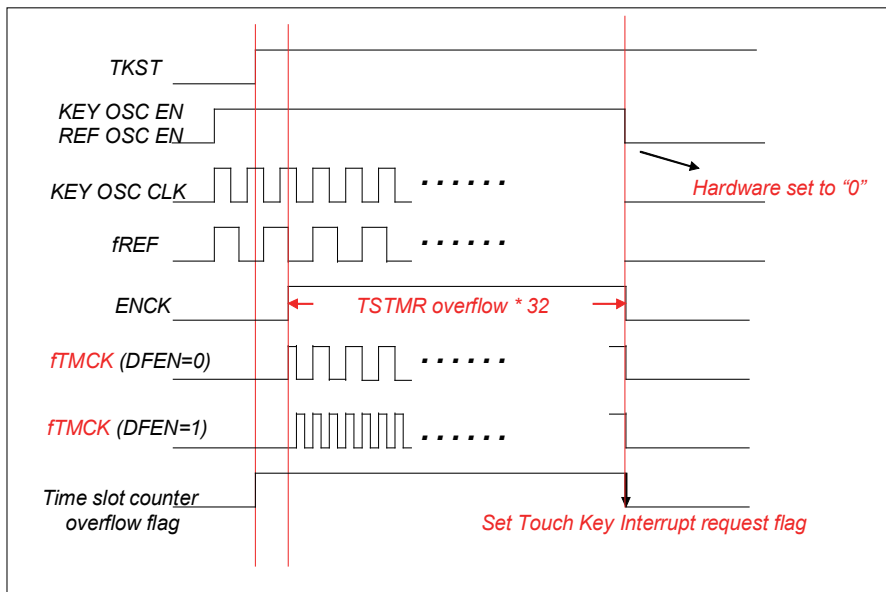 TKST
KEY OSC EN
REF OSC EN
Hardware set to “0”
KEY OSC CLK
fREF
ENCK
TSTMR overflow * 32
fTMCK (DFEN=0)
fTMCK (DFEN=1)
Time slot counter
overflow flag
Set Touch Key Interrupt request flag